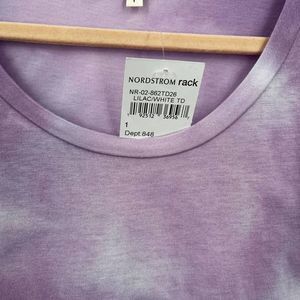 NORDSTROM rack
NR-02-862TD26
LILAC/WHITE TD
1
Dept 848